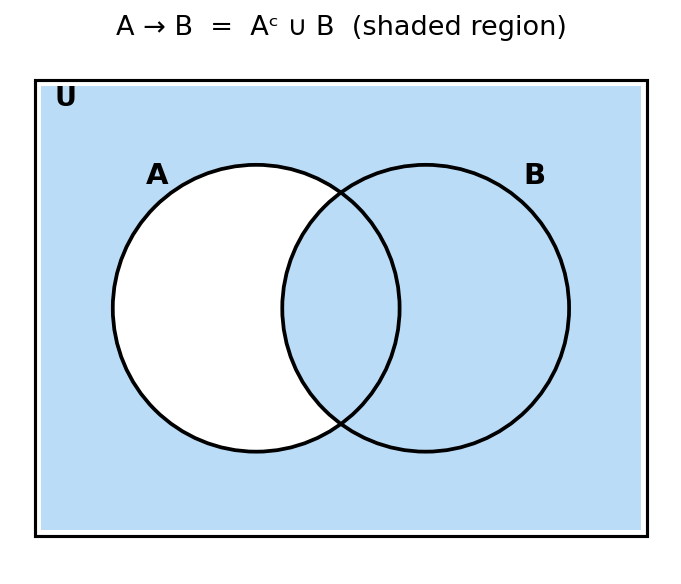 A → B = Aᶜ ∪ B (shaded region)
U
A
B